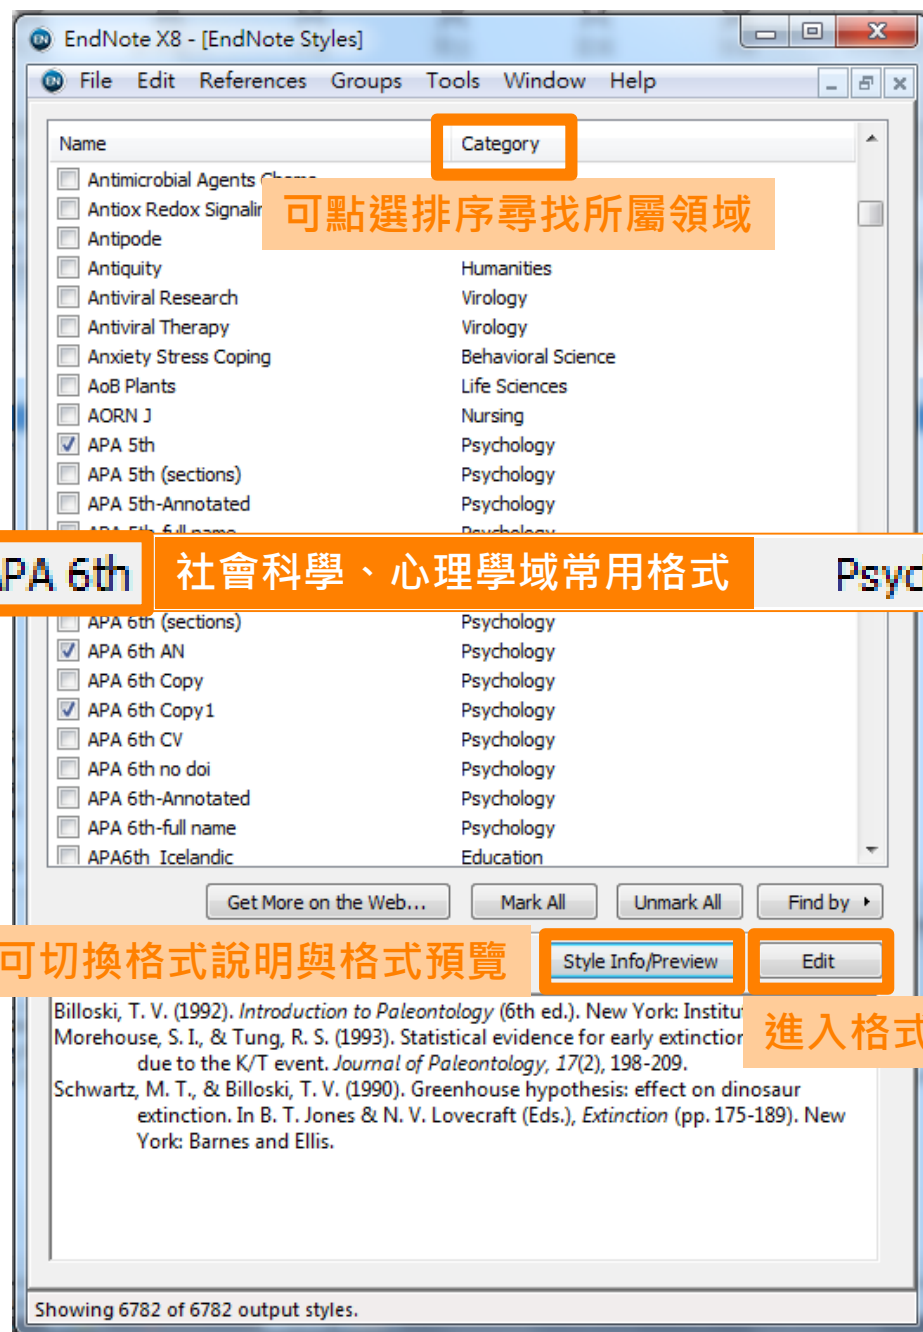 EndNote X8 - [EndNote Styles]
File Edit References Groups Tools Window Help
Name Category
Antimicrobial Agents
Antiox Redox
可點選排序尋找所屬領域
Antipode
Antiquity Humanities
Antiviral Research Virology
Antiviral Therapy Virology
Anxiety Stress Coping Behavioral Science
AoB Plants Life Sciences
AORN J Nursing
APA 5th Psychology
APA 5th (sections) Psychology
APA 5th-Annotated Psychology
PA 6th 社會科學、心理學域常用格式 Psyc
APA 6th (sections) Psychology
APA 6th AN Psychology
APA 6th Copy Psychology
APA 6th Copy1 Psychology
APA 6th CV Psychology
APA 6th no doi Psychology
APA 6th-Annotated Psychology
APA 6th-full name Psychology
APA6th_Icelandic Education
Get More on the Web... Mark All Unmark All Find by
可切換格式說明與格式預覽 Style Info/Preview Edit
Billoski, T. V. (1992). Introduction to Paleontology (6th ed.). New York: Institu
進入格式
Morehouse, S. I., & Tung, R. S. (1993). Statistical evidence for early extinction
due to the K/T event. Journal of Paleontology, 17(2), 198-209.
Schwartz, M. T., & Billoski, T. V. (1990). Greenhouse hypothesis: effect on dinosaur
extinction. In B. T. Jones & N. V. Lovecraft (Eds.), Extinction (pp. 175-189). New
York: Barnes and Ellis.
Showing 6782 of 6782 output styles.